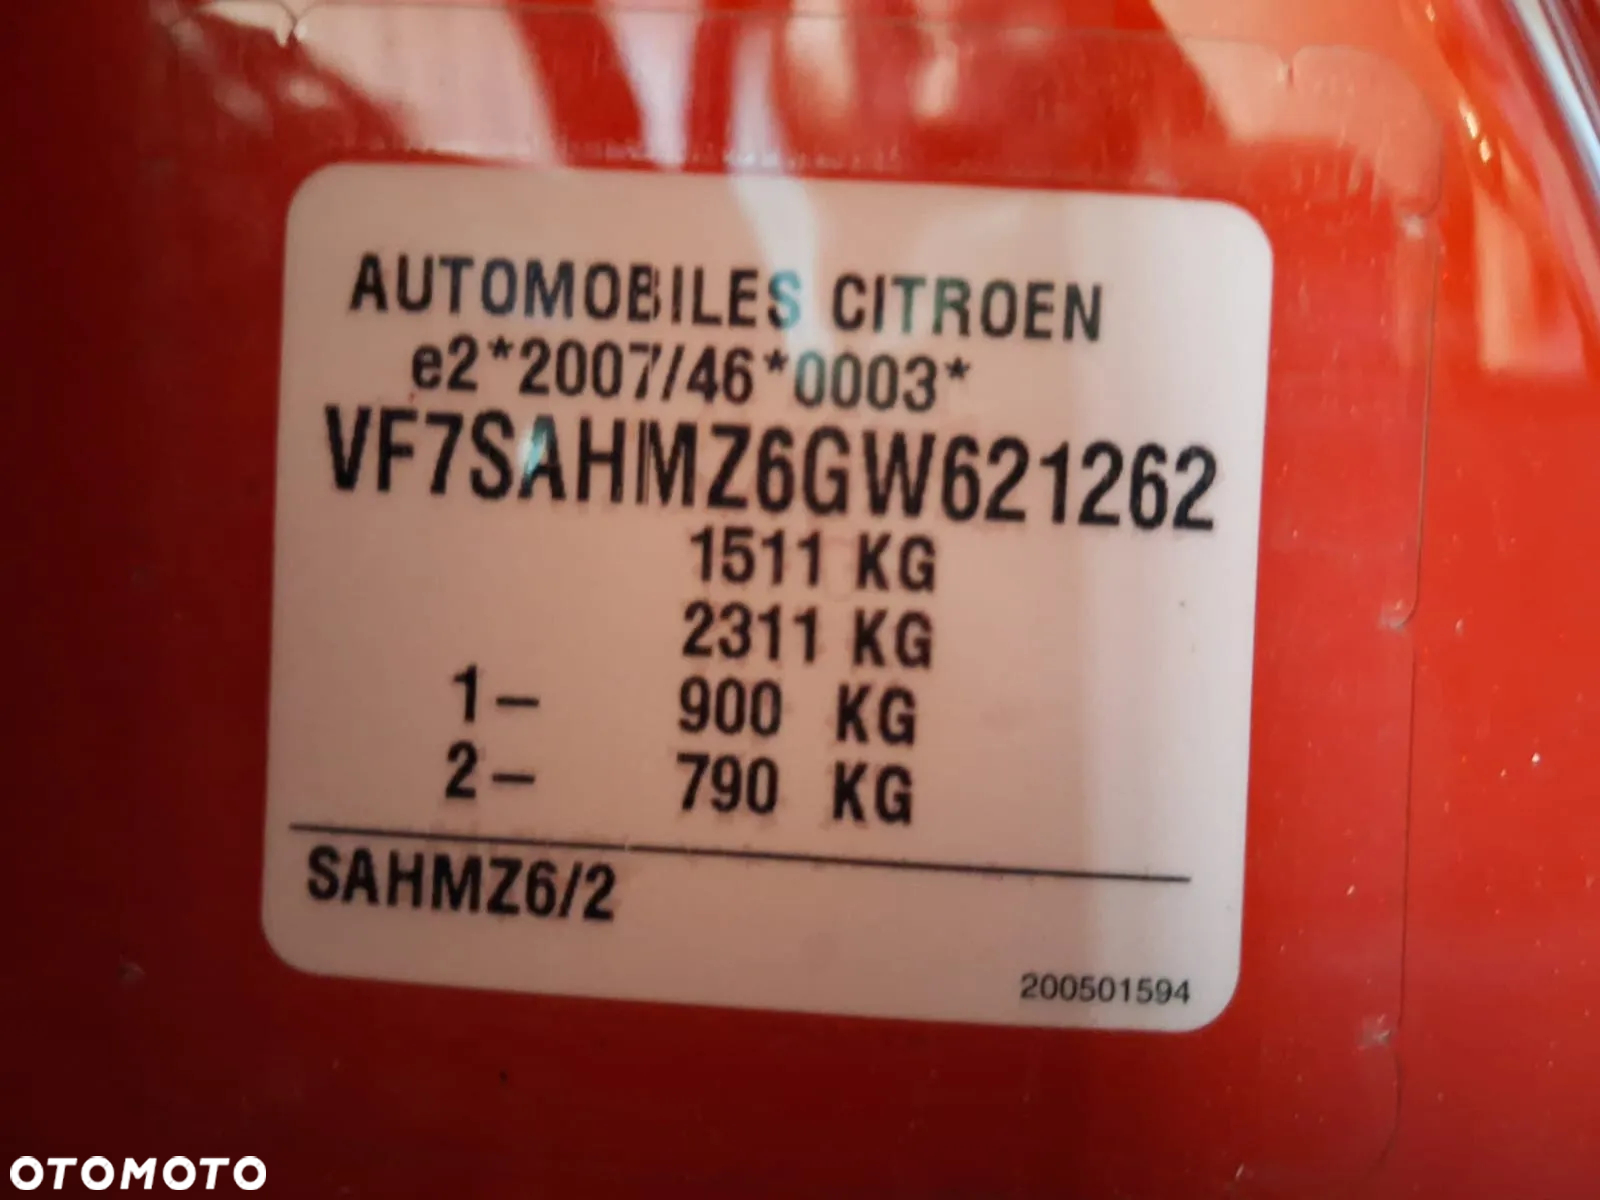 AUTOMOBILES CITROEN
e2*2007/46*0003*
VF7SAHMZ6GW621262
1511 KG
2311 KG
1- 900 KG
2- 790 KG
SAHMZ6/2
200501594
OTOMOTO